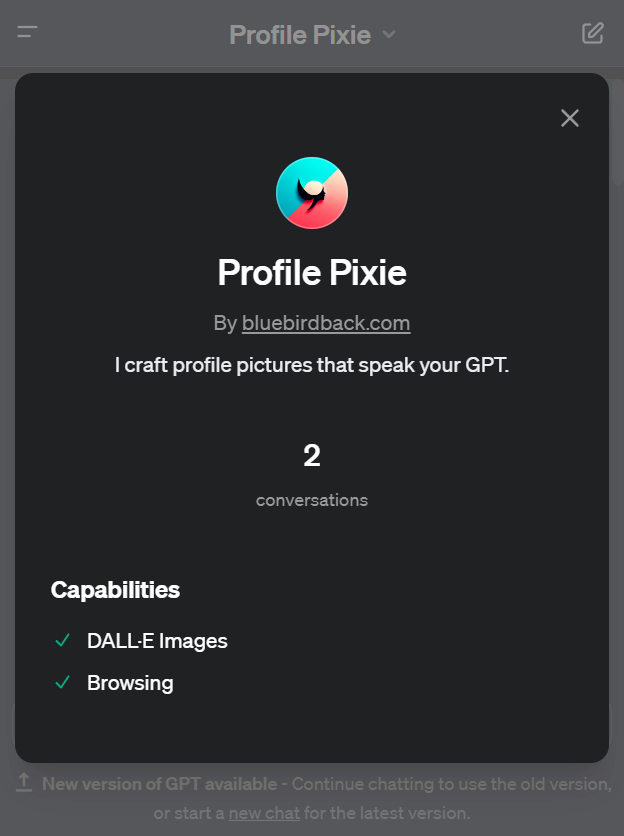 Profile Pixie
Profile Pixie
By bluebirdback.com
I craft profile pictures that speak your GPT.
2
conversations
Capabilities
DALL·E Images
Browsing
New version of GPT available - Continue chatting to use the old version,
or start a new chat for the latest version.